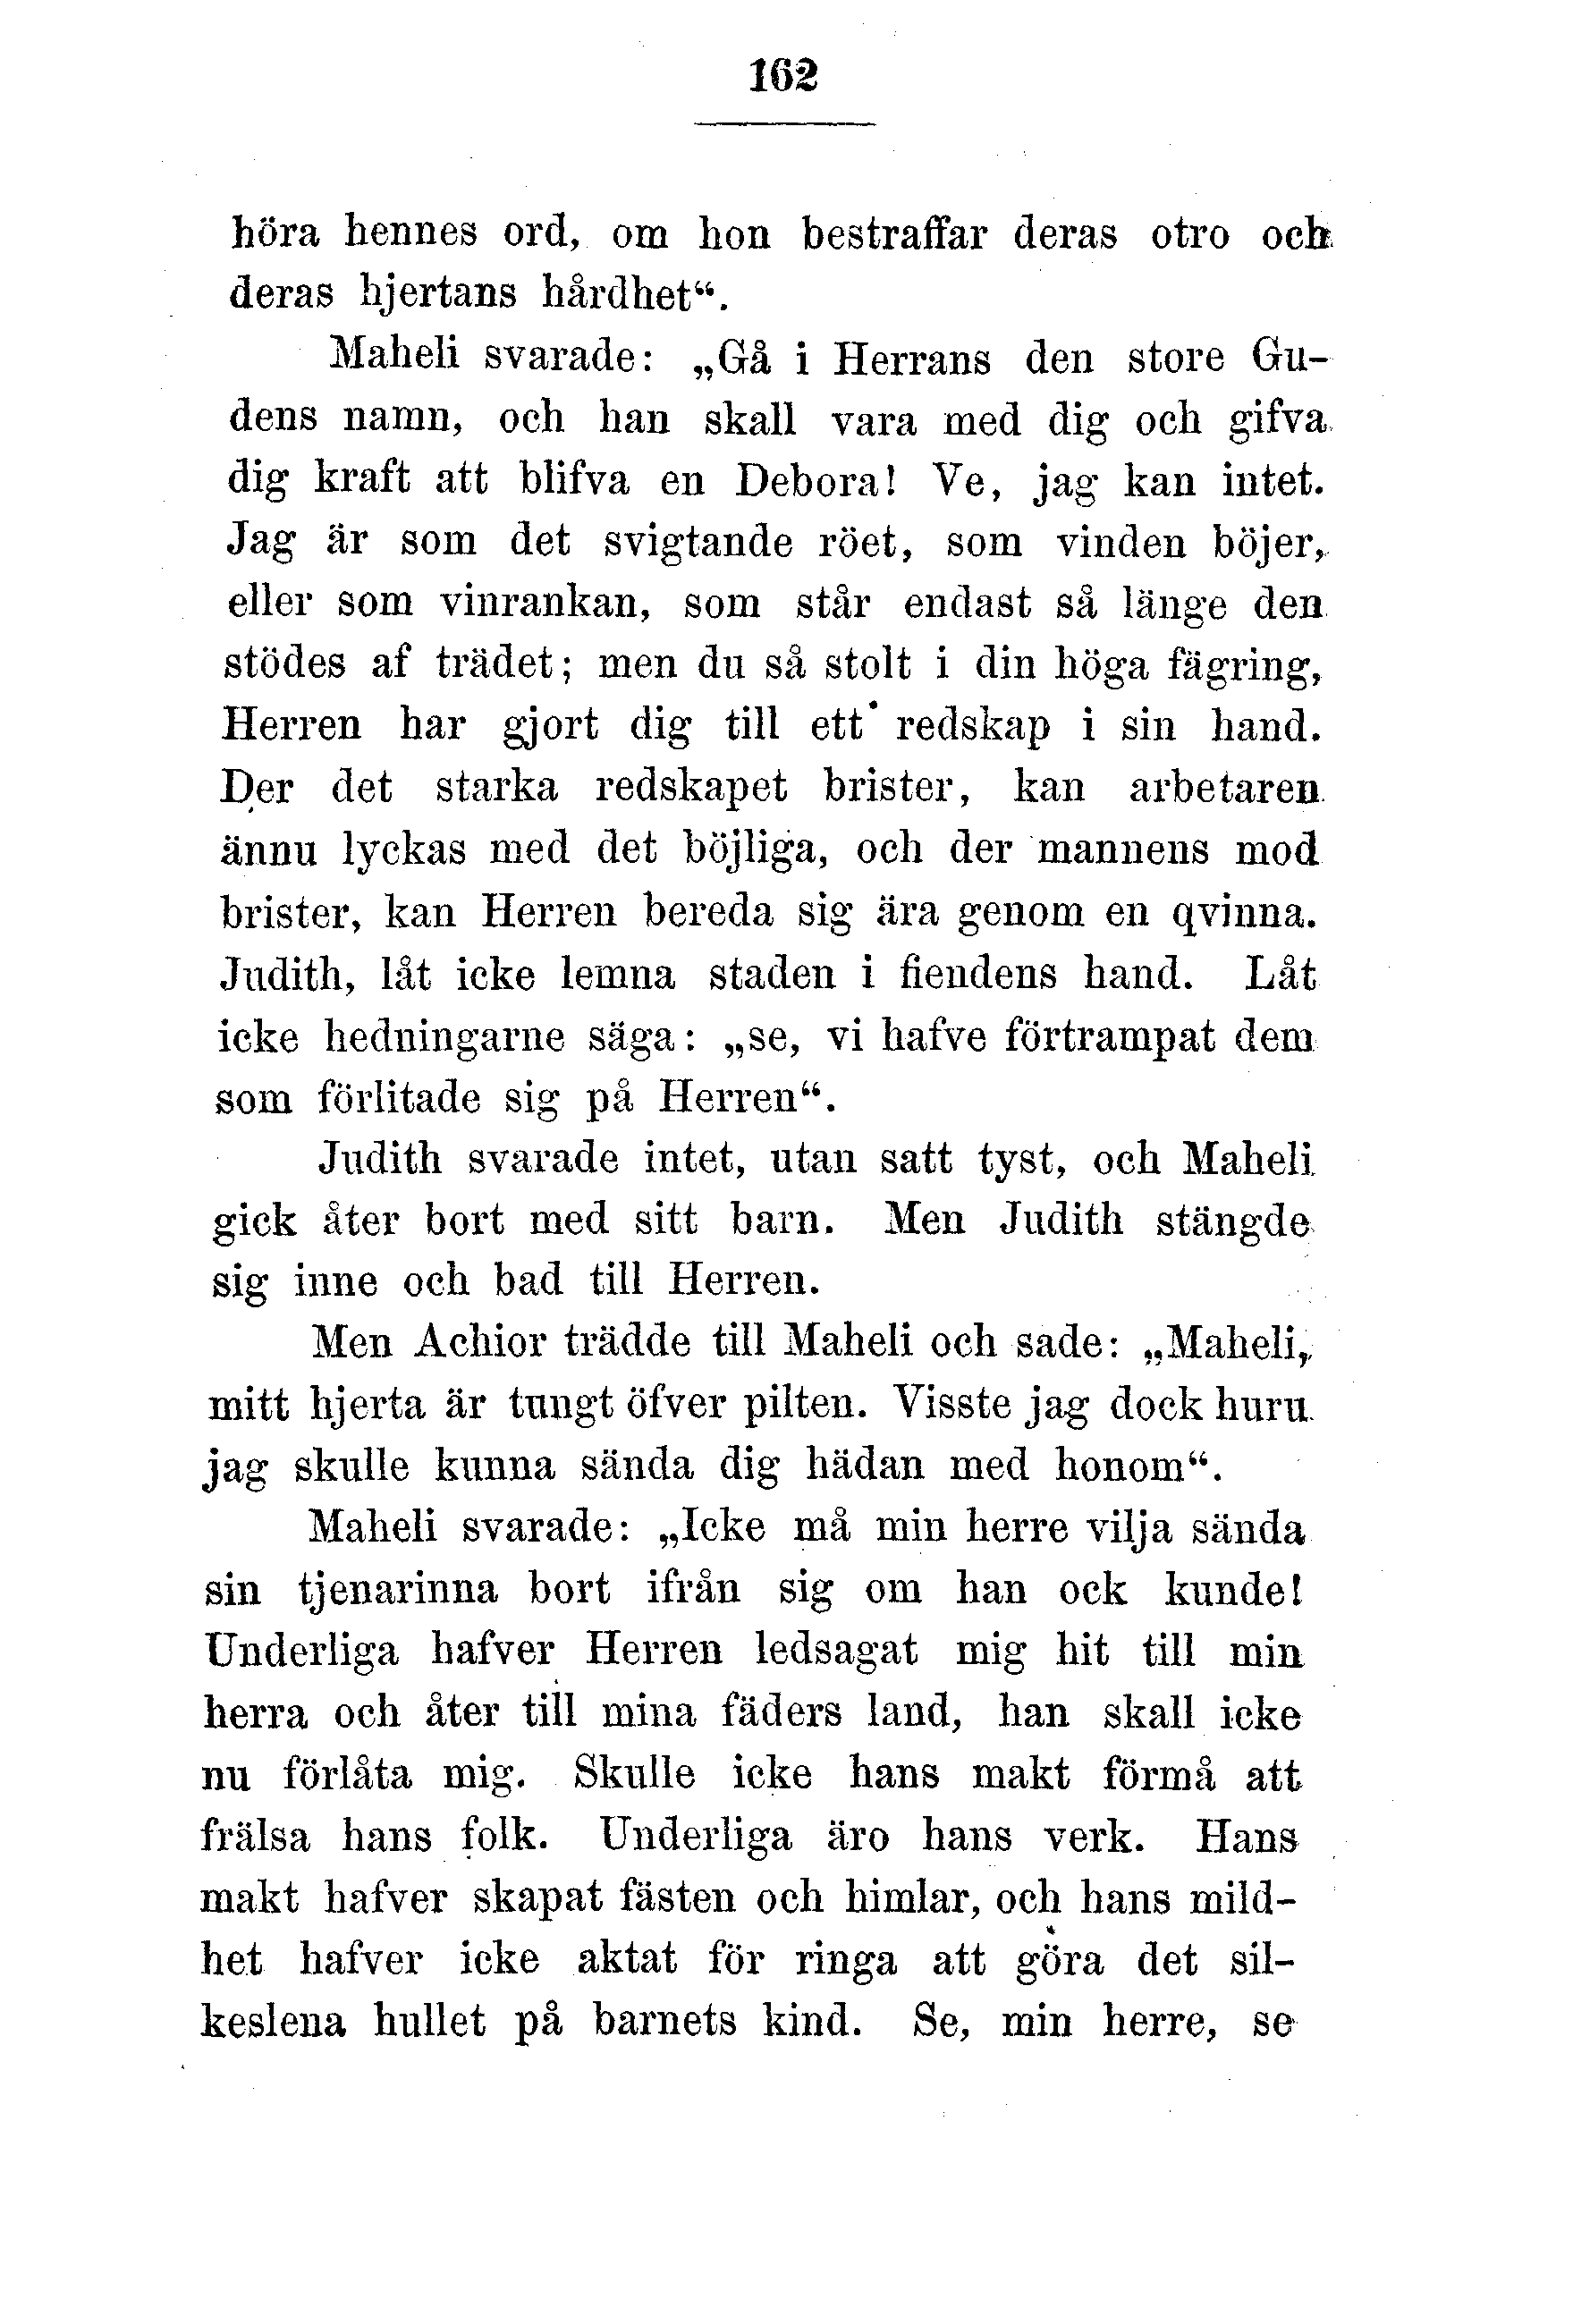 162
höra hennes ord, om hon bestraffar deras otro och
deras hjertans hårdhet“.
Maheli svarade: „Gå i Herrans den store Gu-
dens namn, och han skall vara med dig och gifva
dig kraft att blifva en Debora! Ve, jag kan intet.
Jag är som det svigtande röet, som vinden böjer,
eller som vinrankan, som står endast så länge den
stödes af trädet; men du så stolt i din höga fägring,
Herren har gjort dig till ett redskap i sin hand.
Der det starka redskapet brister, kan arbetaren
ännu lyckas med det böjliga, och der mannens mod
brister, kan Herren bereda sig ära genom en qvinna.
Judith, låt icke lemna staden i fiendens hand. Låt
icke hedningarne säga: „se, vi hafve förtrampat dem
som förlitade sig på Herren“.
Judith svarade intet, utan satt tyst, och Maheli
gick åter bort med sitt barn. Men Judith stängde
sig inne och bad till Herren.
Men Achior trädde till Maheli och sade: „Maheli,
mitt hjerta är tungt öfver pilten. Visste jag dock huru
jag skulle kunna sända dig hädan med honom“.
Maheli svarade: „Icke må min herre vilja sända
sin tjenarinna bort ifrån sig om han ock kunde!
Underliga hafver Herren ledsagat mig hit till min
herra och åter till mina fäders land, han skall icke
nu förlåta mig. Skulle icke hans makt förmå att
frälsa hans folk. Underliga äro hans verk. Hans
makt hafver skapat fästen och himlar, och hans mild-
het hafver icke aktat för ringa att göra det sil-
keslena hullet på barnets kind. Se, min herre, se